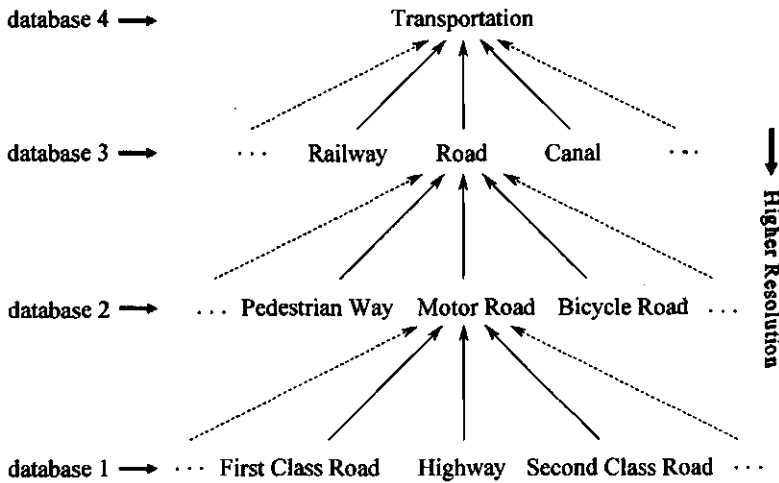 database 4 Transportation
database 3 ... Railway Road Canal ...
database 2 ... Pedestrian Way Motor Road Bicycle Road ...
database 1 ... First Class Road Highway Second Class Road ...
Higher Resolution